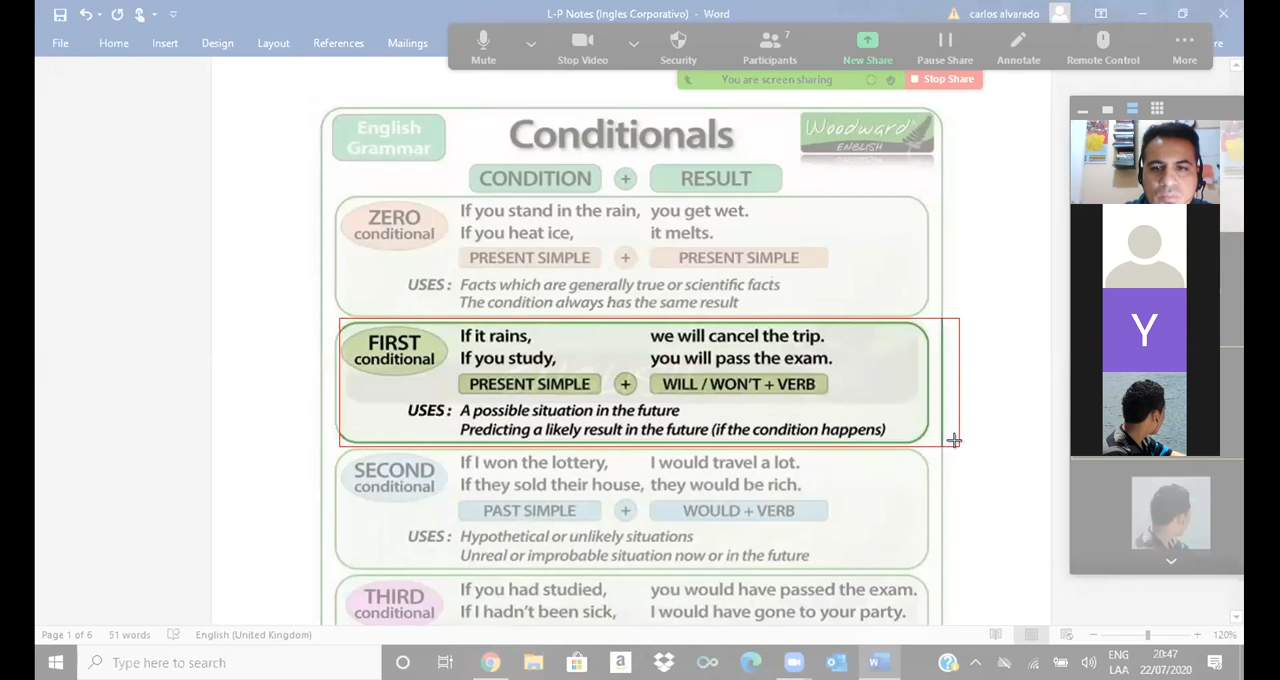 L-P Notes (Ingles Corporativo) - Word
carlos alvarado
File Home Insert Design Layout References Mailings
Mute Stop Video Security Participants 7 New Share Pause Share Annotate Remote Control More
re
You are screen sharing Stop Share
English
Grammar
Conditionals
Woodward
ENGLISH
CONDITION + RESULT
ZERO
conditional
If you stand in the rain, you get wet.
If you heat ice, it melts.
PRESENT SIMPLE + PRESENT SIMPLE
USES: Facts which are generally true or scientific facts
The condition always has the same result
FIRST
conditional
If it rains, we will cancel the trip.
If you study, you will pass the exam.
PRESENT SIMPLE + WILL / WON'T + VERB
USES: A possible situation in the future
Predicting a likely result in the future (if the condition happens)
SECOND
conditional
If I won the lottery, I would travel a lot.
If they sold their house, they would be rich.
PAST SIMPLE + WOULD + VERB
USES: Hypothetical or unlikely situations
Unreal or improbable situation now or in the future
THIRD
conditional
If you had studied, you would have passed the exam.
If I hadn't been sick, I would have gone to your party.
Y
Page 1 of 6 51 words English (United Kingdom) 120%
Type here to search
ENG
LAA
20:47
22/07/2020